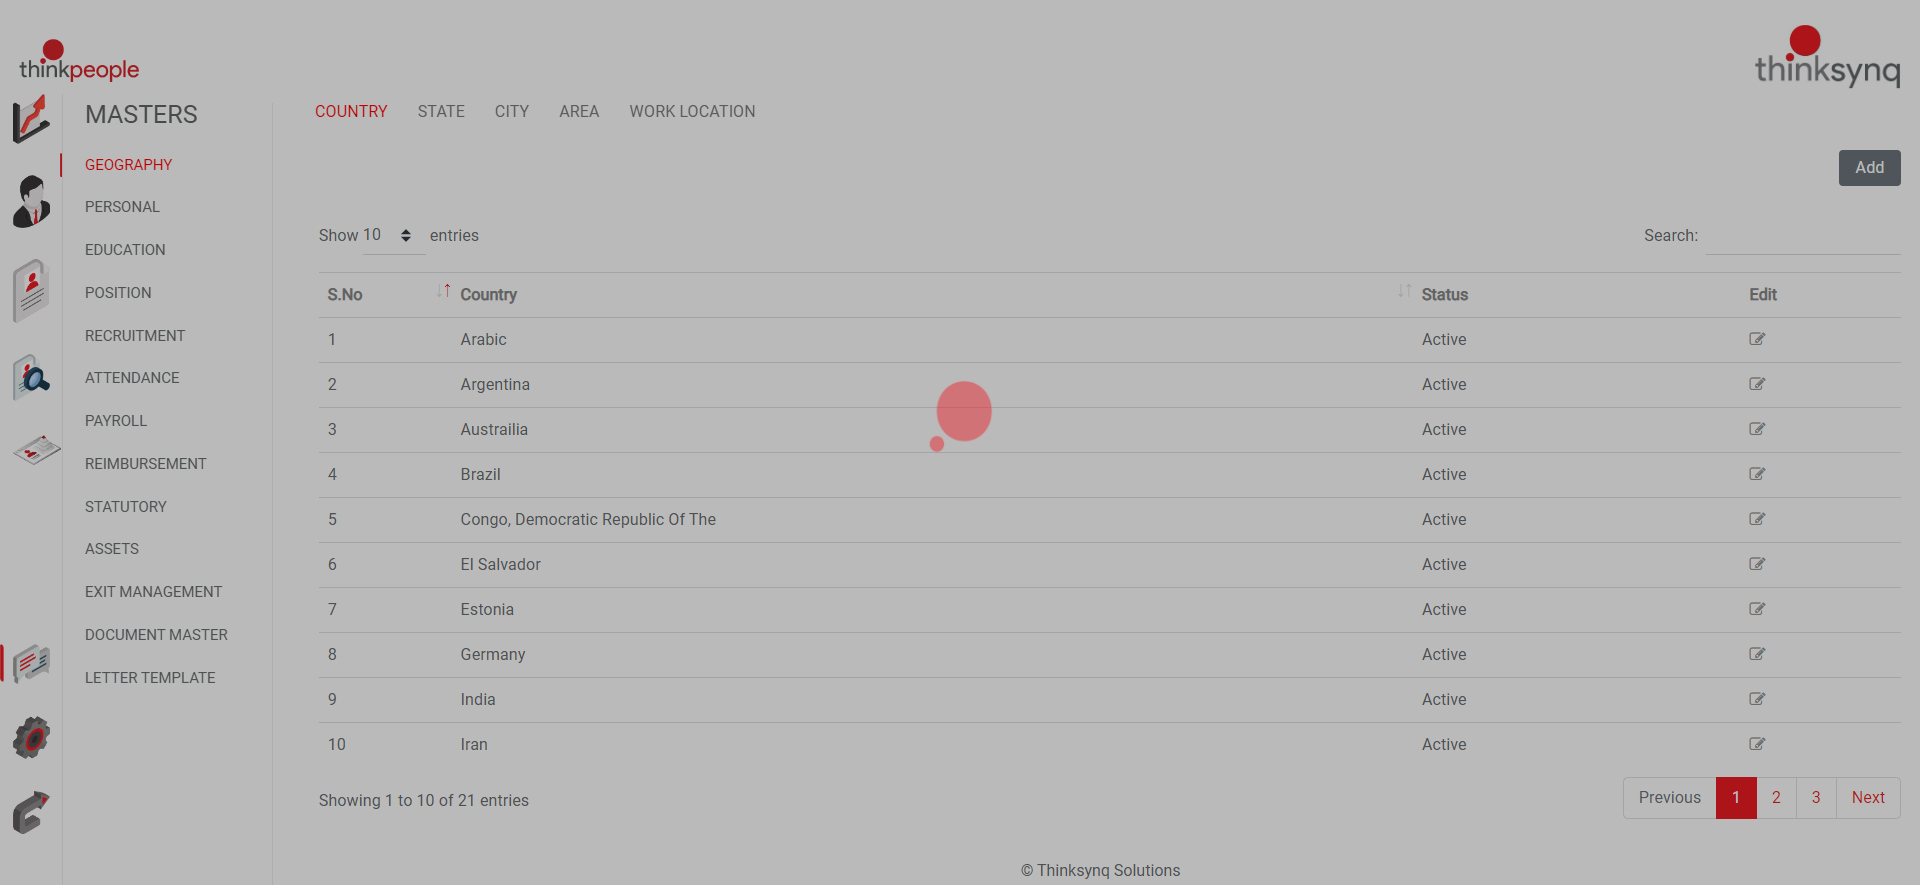 thinkpeople
thinksynq
MASTERS
COUNTRY STATE CITY AREA WORK LOCATION
GEOGRAPHY
PERSONAL
EDUCATION
POSITION
RECRUITMENT
ATTENDANCE
PAYROLL
REIMBURSEMENT
STATUTORY
ASSETS
EXIT MANAGEMENT
DOCUMENT MASTER
LETTER TEMPLATE
Add
Show 10 entries Search:
S.No Country Status Edit
1 Arabic Active
2 Argentina Active
3 Austrailia Active
4 Brazil Active
5 Congo, Democratic Republic Of The Active
6 El Salvador Active
7 Estonia Active
8 Germany Active
9 India Active
10 Iran Active
Showing 1 to 10 of 21 entries Previous 1 2 3 Next
© Thinksynq Solutions